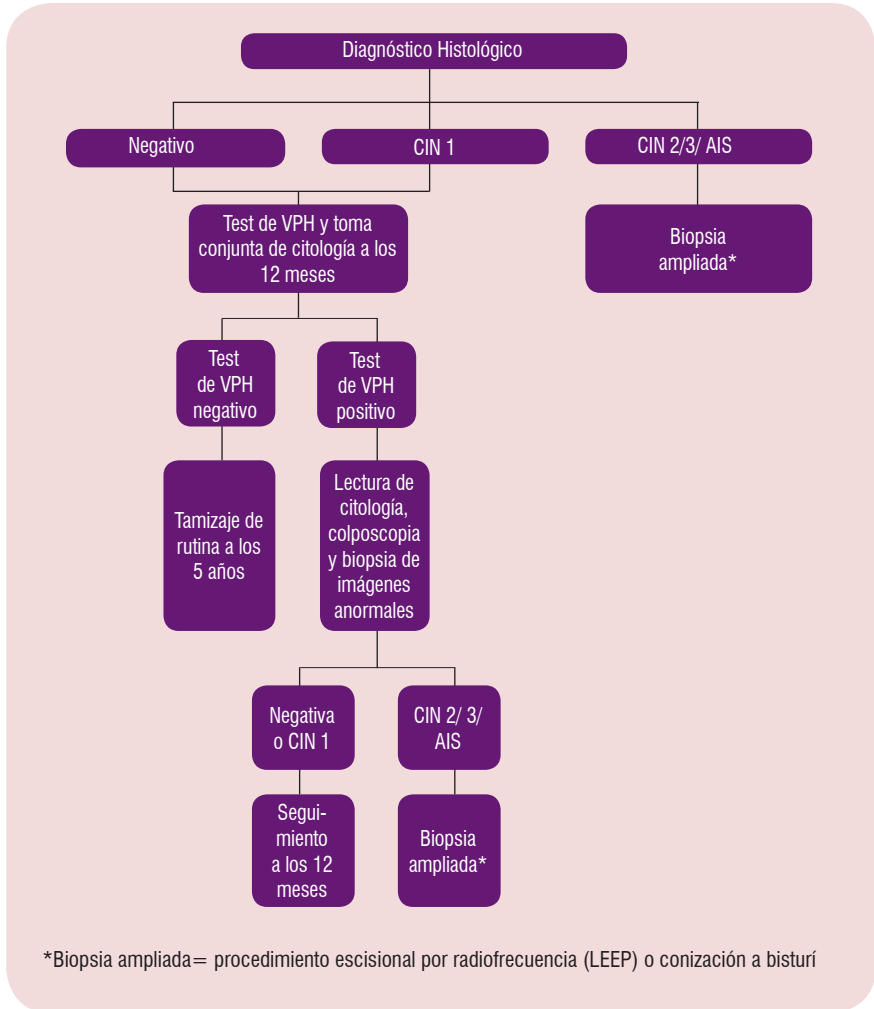 Diagnóstico Histológico
Negativo
CIN 1
CIN 2/3/ AIS
Test de VPH y toma
conjunta de citología a los
12 meses
Biopsia
ampliada*
Test
de VPH
negativo
Test
de VPH
positivo
Tamizaje de
rutina a los
5 años
Lectura de
citología,
colposcopia
y biopsia de
imágenes
anormales
Negativa
o CIN 1
CIN 2/ 3/
AIS
Segui-
miento
a los 12
meses
Biopsia
ampliada*
*Biopsia ampliada= procedimiento escisional por radiofrecuencia (LEEP) o conización a bisturí